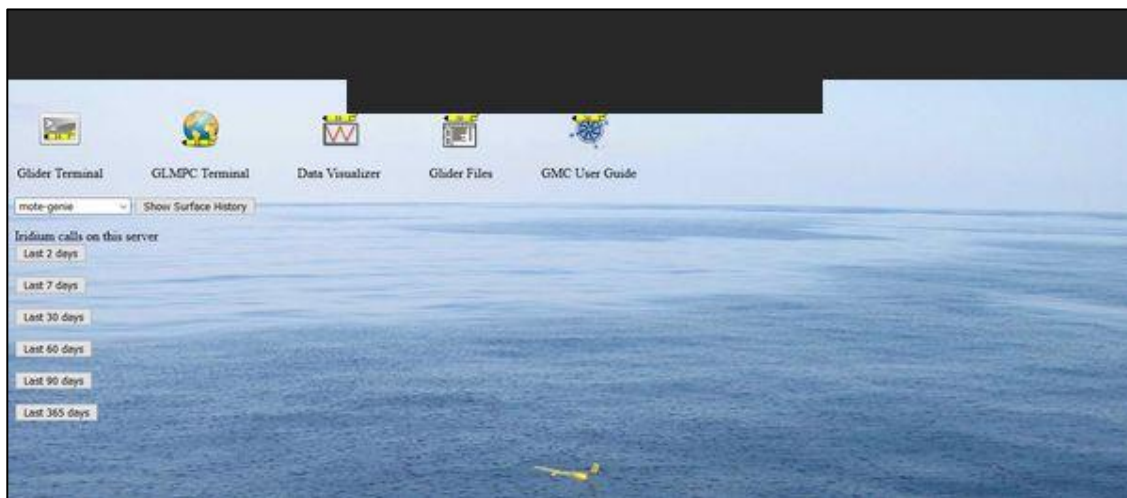 Glider Terminal GLMPC Terminal Data Visualizer Glider Files GMC User Guide
mote-genie Show Surface History
Iridium calls on this server
Last 2 days
Last 7 days
Last 30 days
Last 60 days
Last 90 days
Last 365 days